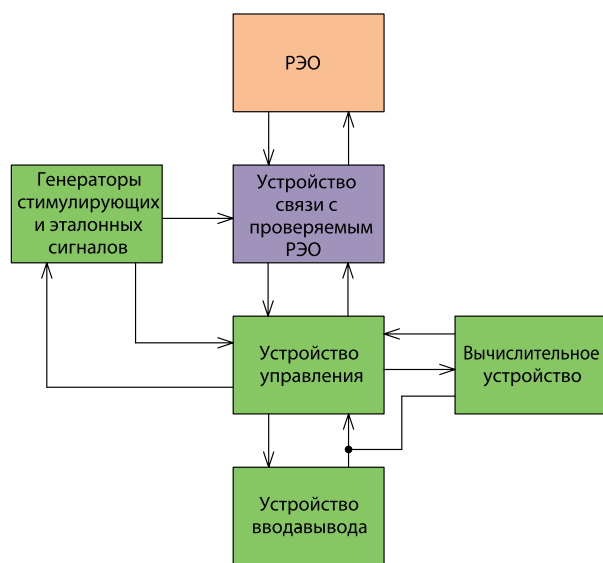 РЭО
Генераторы
стимулирующих
и эталонных
сигналов
Устройство
связи с
проверяемым
РЭО
Устройство
управления
Вычислительное
устройство
Устройство
вводавывода